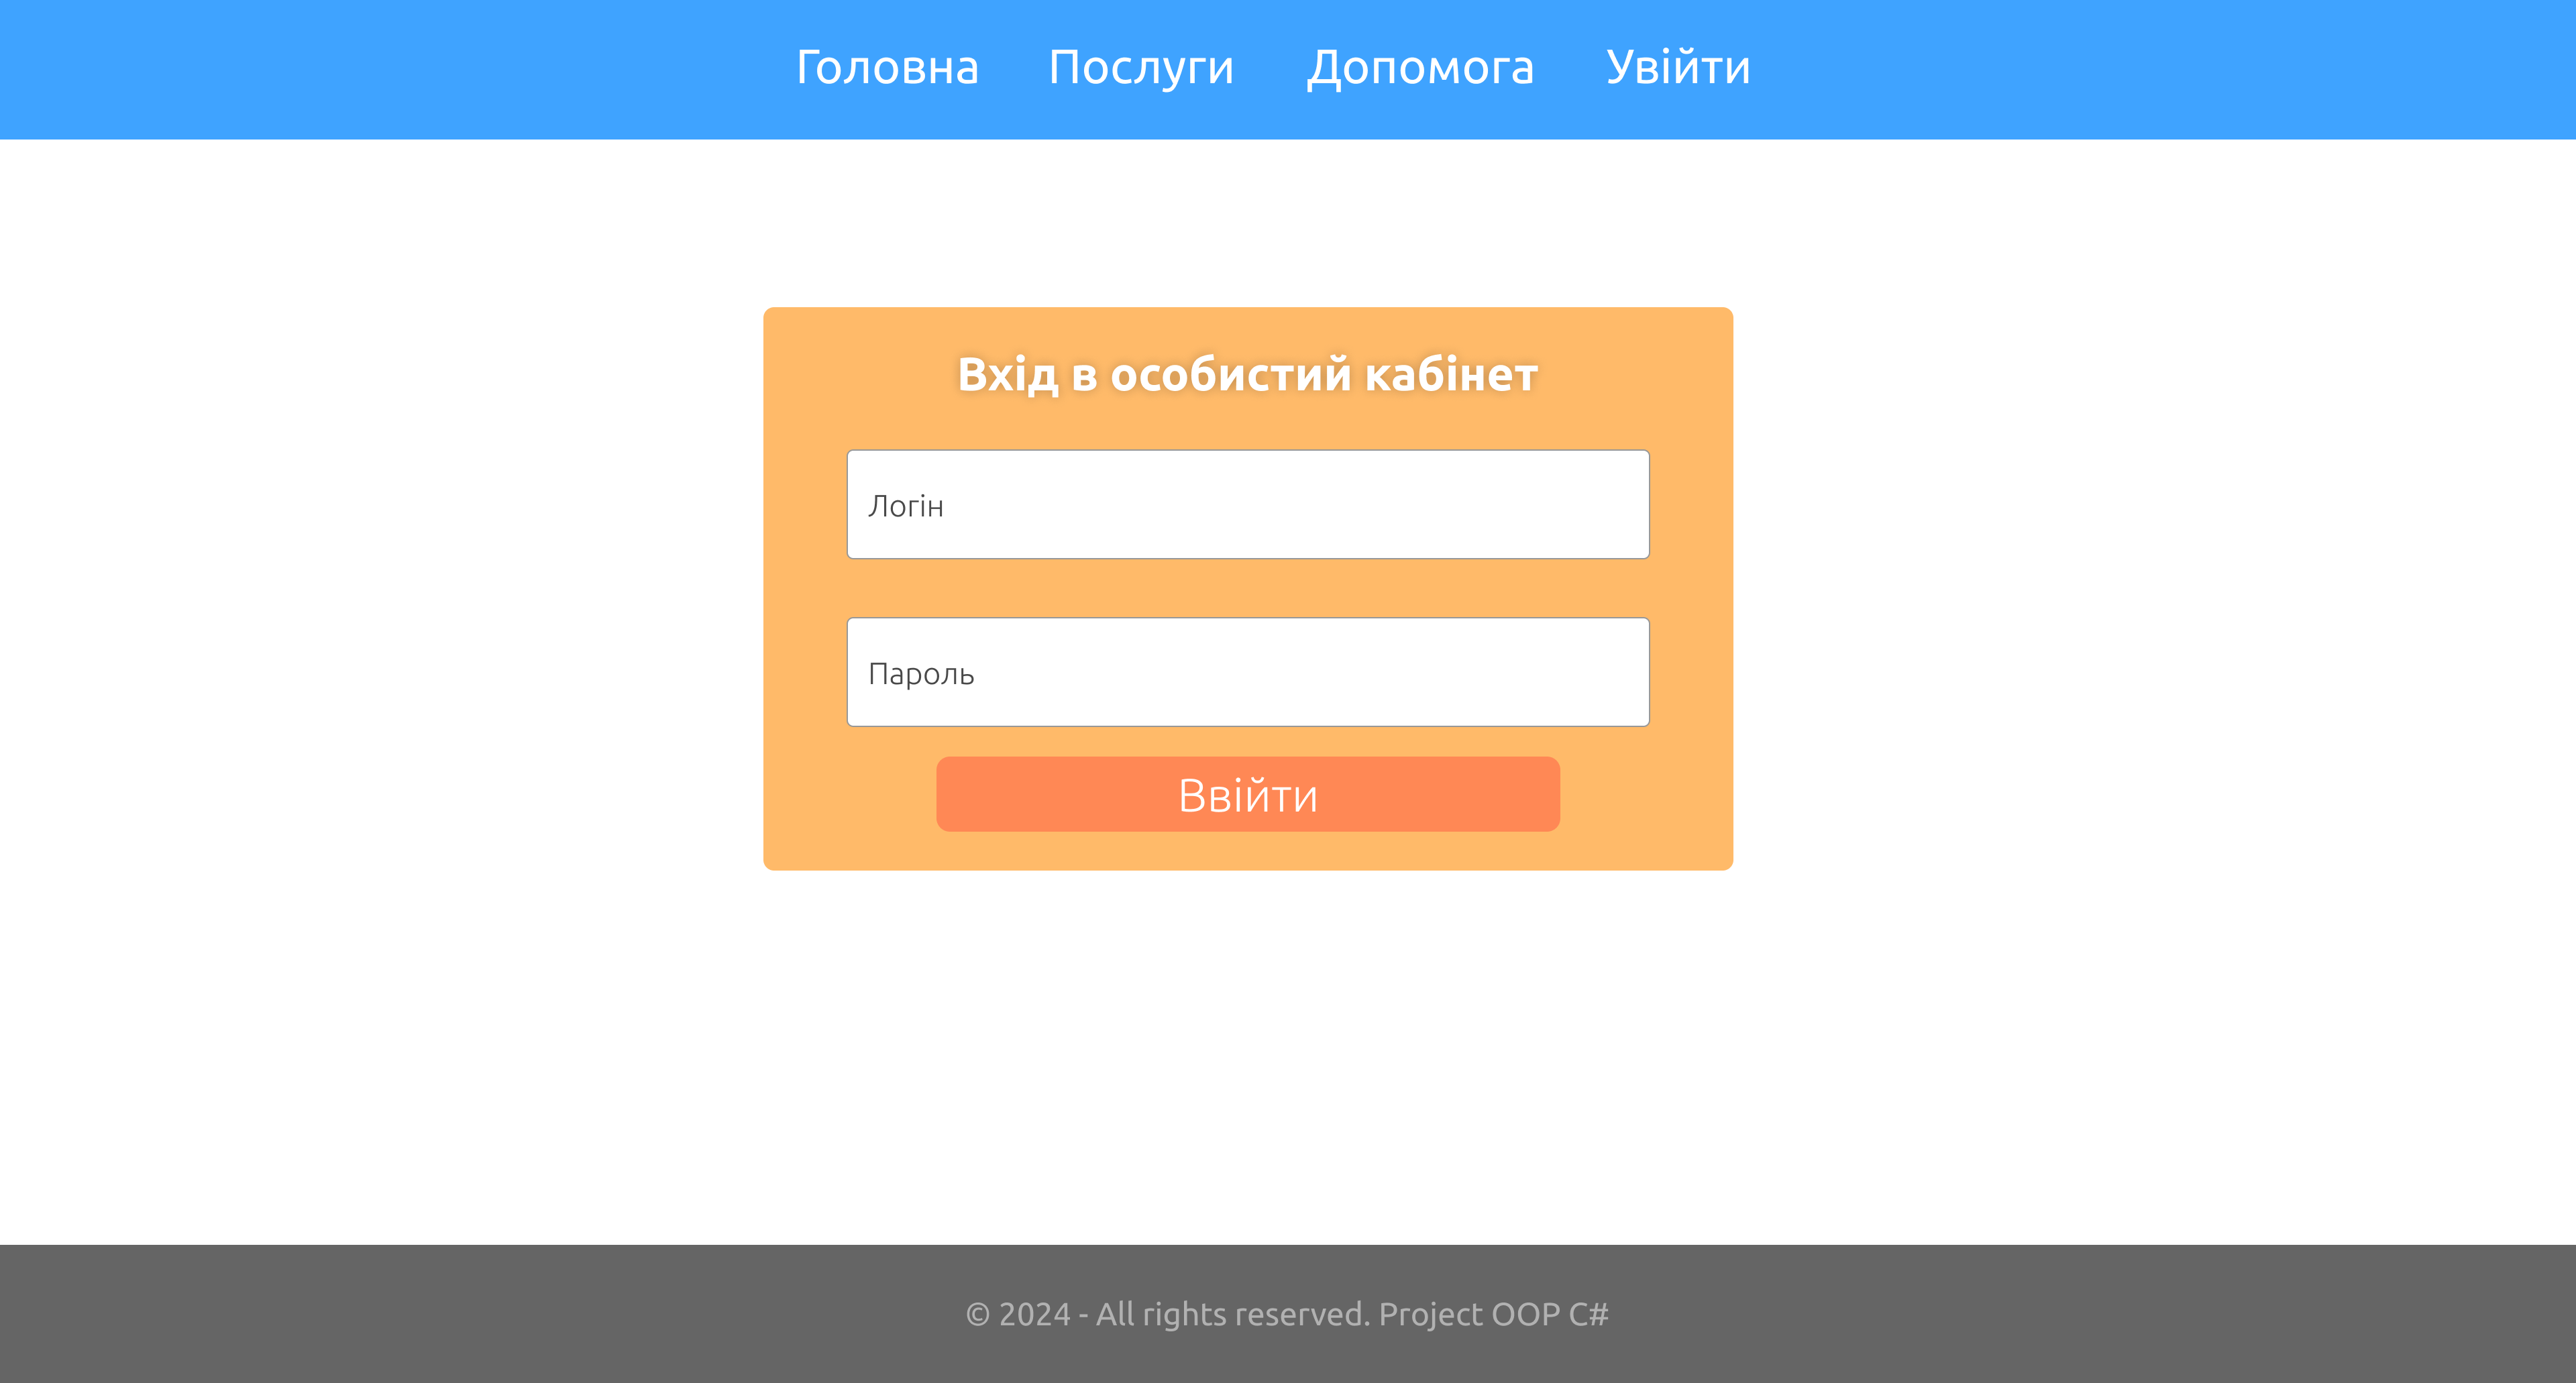 Головна Послуги Допомога Увійти
Вхід в особистий кабінет
Логін
Пароль
Ввійти
© 2024 - All rights reserved. Project OOP C#